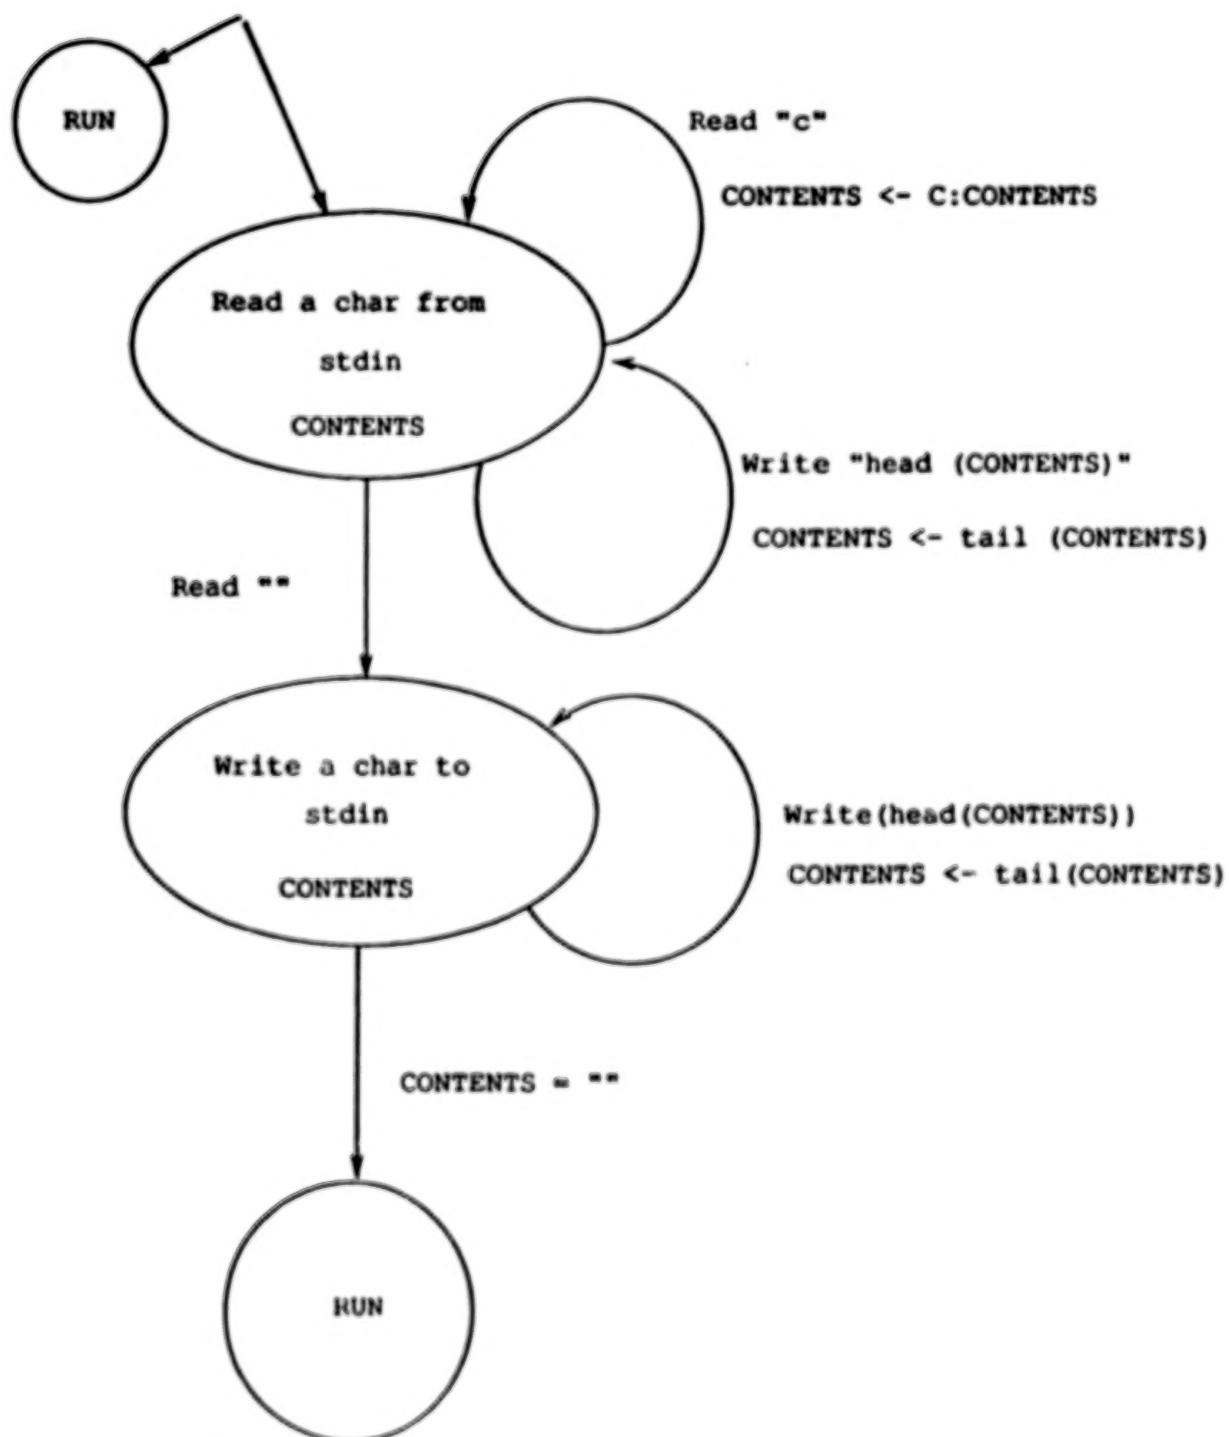 RUN
Read "c"
CONTENTS <- C:CONTENTS
Read a char from
stdin
CONTENTS
Write "head (CONTENTS)"
CONTENTS <- tail (CONTENTS)
Read ""
Write a char to
stdin
CONTENTS
Write(head(CONTENTS))
CONTENTS <- tail(CONTENTS)
CONTENTS = ""
RUN